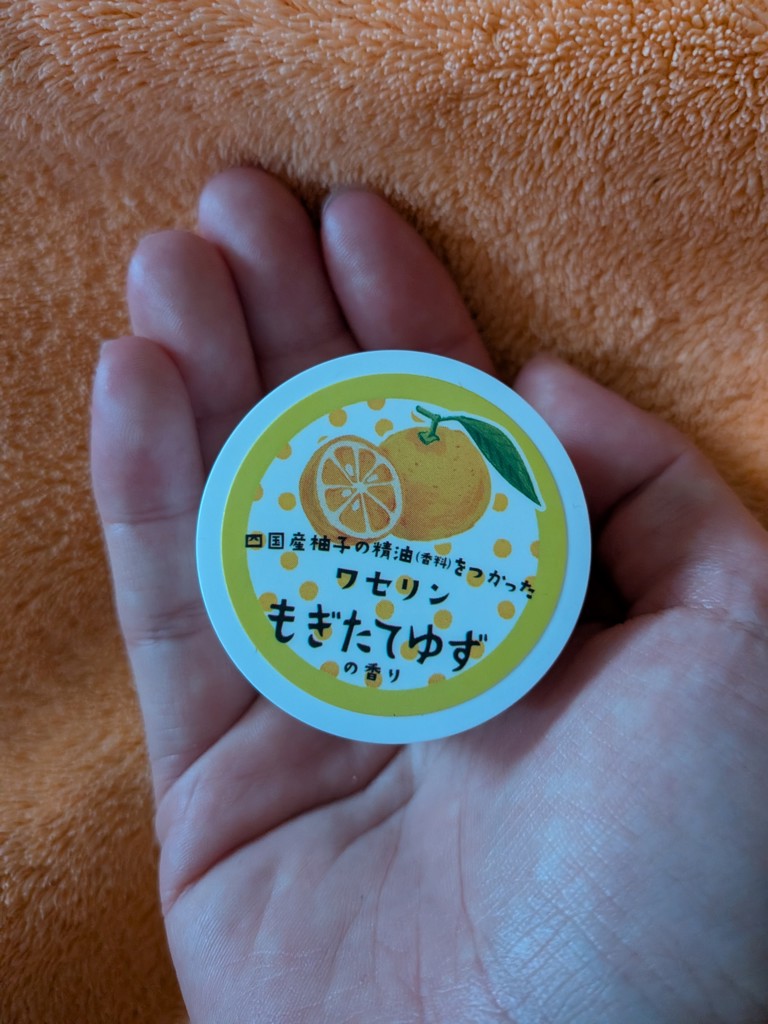 四国産柚子の精油(香料)をつかった
ワセリン
もぎたてゆず
の香り